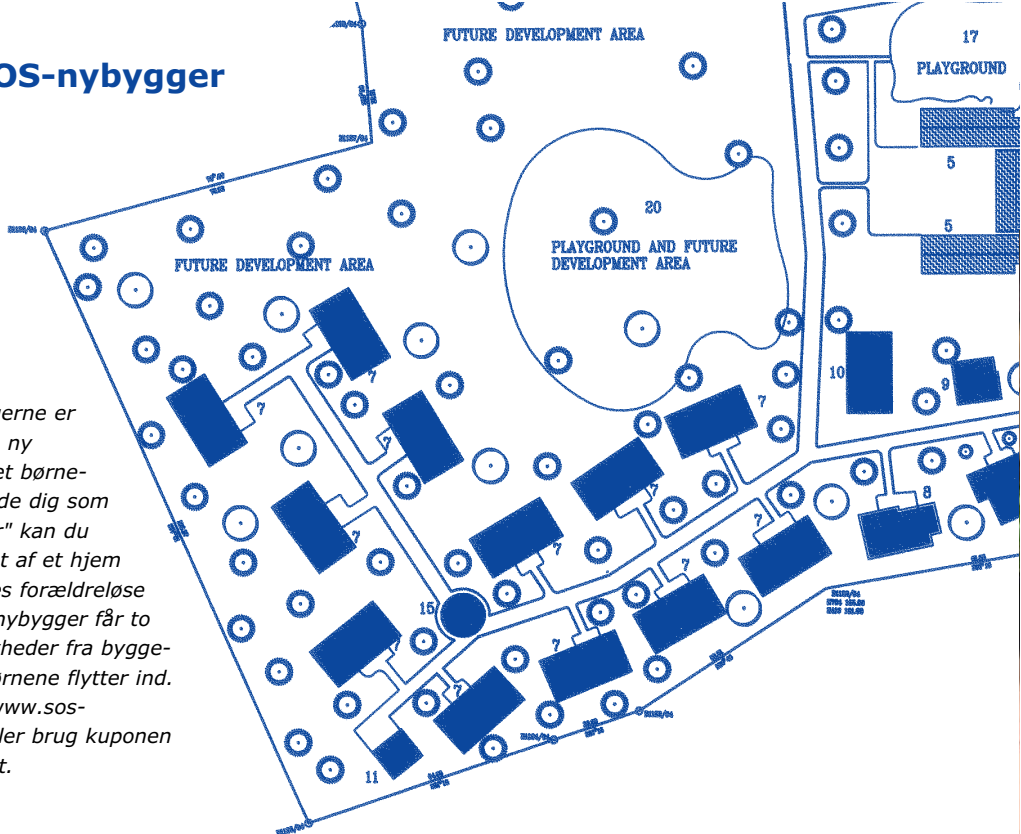 OS-nybygger
erne er
ny
et børne-
de dig som
r" kan du
t af et hjem
es forældreløse
nybygger får to
heder fra bygge-
ørnene flytter ind.
www.sos-
ler brug kuponen
t.
FUTURE DEVELOPMENT AREA
17
PLAYGROUND
5
5
20
PLAYGROUND AND FUTURE
DEVELOPMENT AREA
FUTURE DEVELOPMENT AREA
10
9
7
7
7
7
7
7
7
7
7
7
7
7
8
15
11